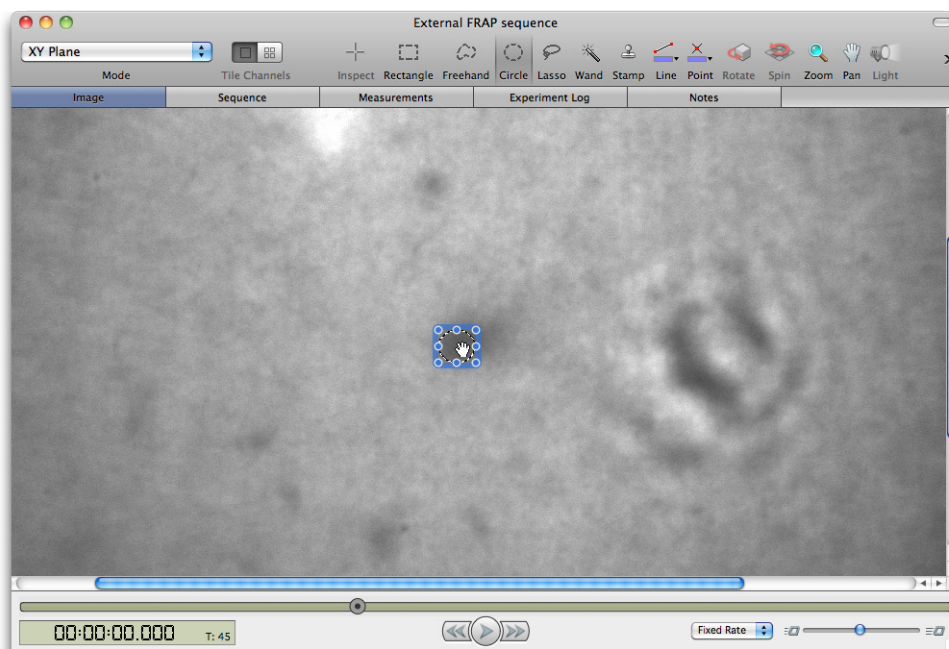 External FRAP sequence
XY Plane
Mode
Tile Channels
Inspect Rectangle Freehand Circle Lasso Wand Stamp Line Point Rotate Spin Zoom Pan Light
Image Sequence Measurements Experiment Log Notes
00:00:00.000 T: 45
Fixed Rate